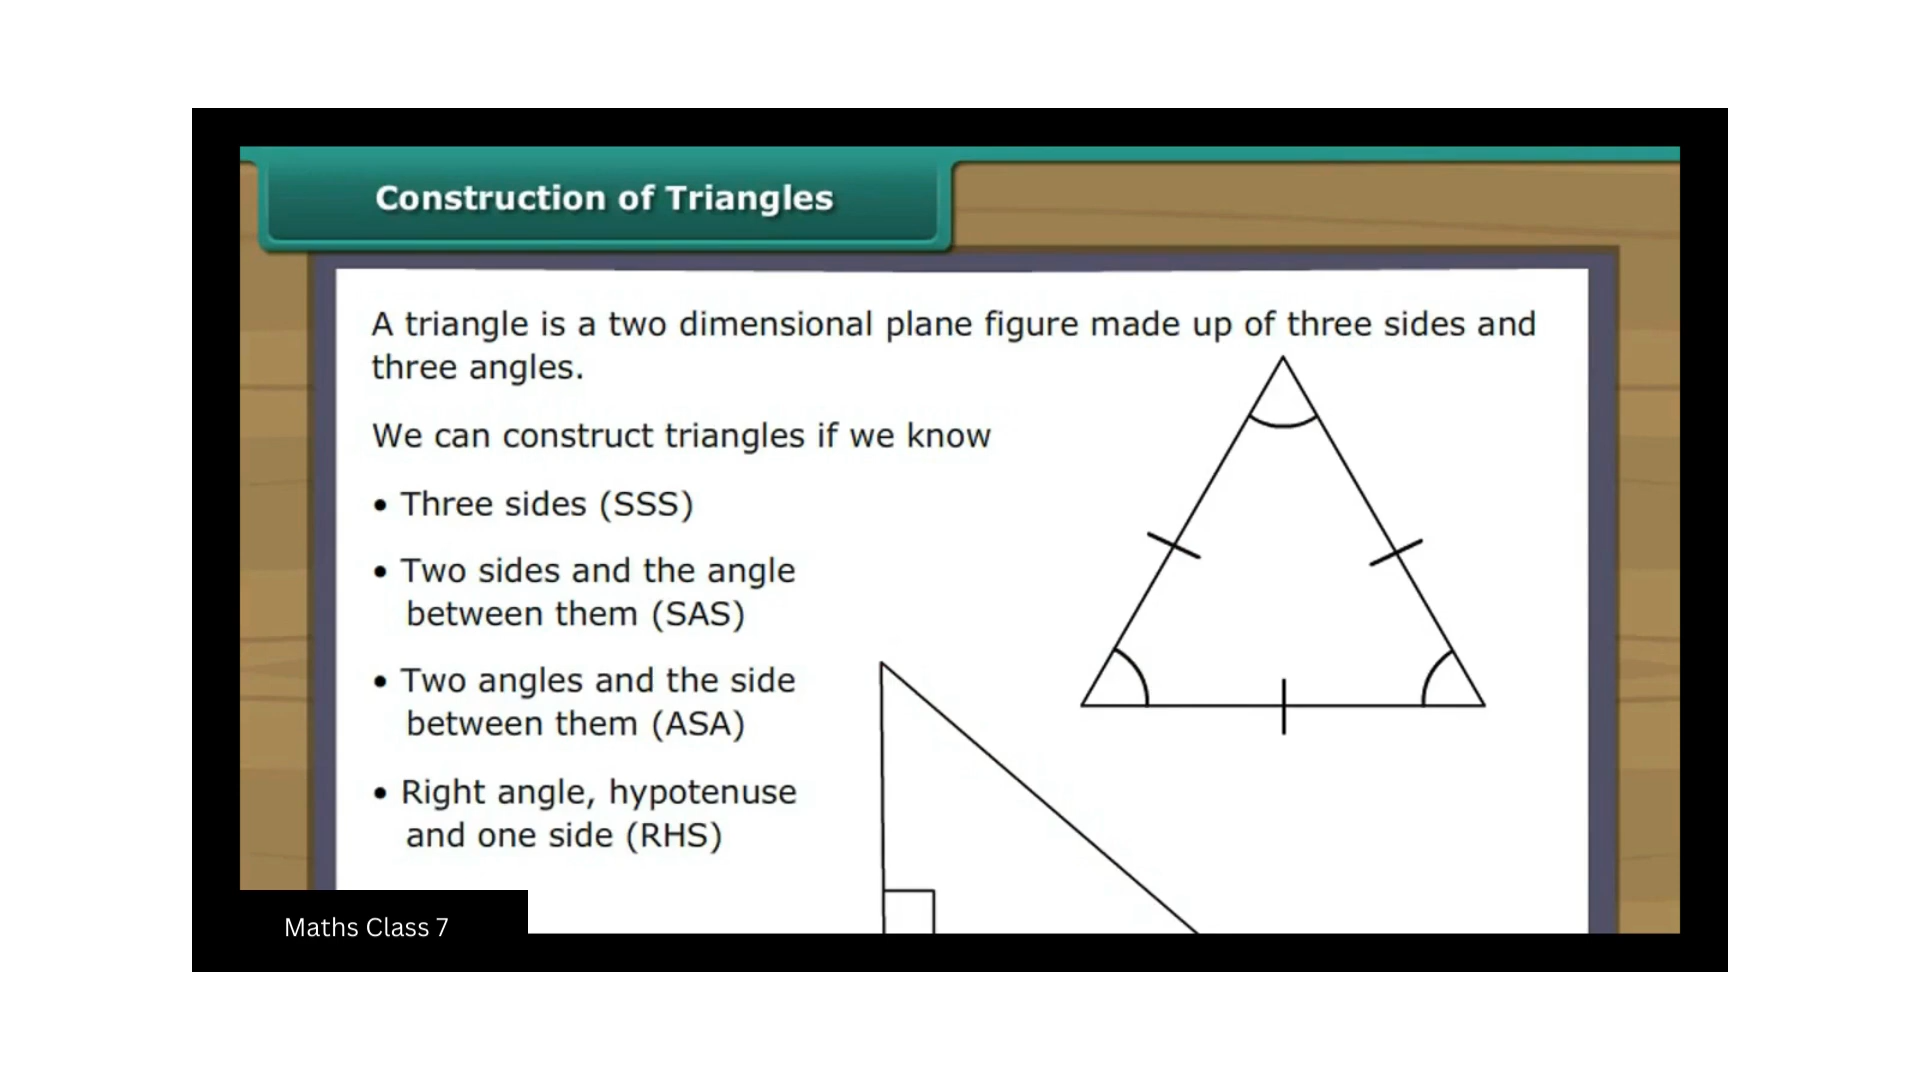 Construction of Triangles
A triangle is a two dimensional plane figure made up of three sides and
three angles.
We can construct triangles if we know
• Three sides (SSS)
• Two sides and the angle
between them (SAS)
• Two angles and the side
between them (ASA)
• Right angle, hypotenuse
and one side (RHS)
Maths Class 7